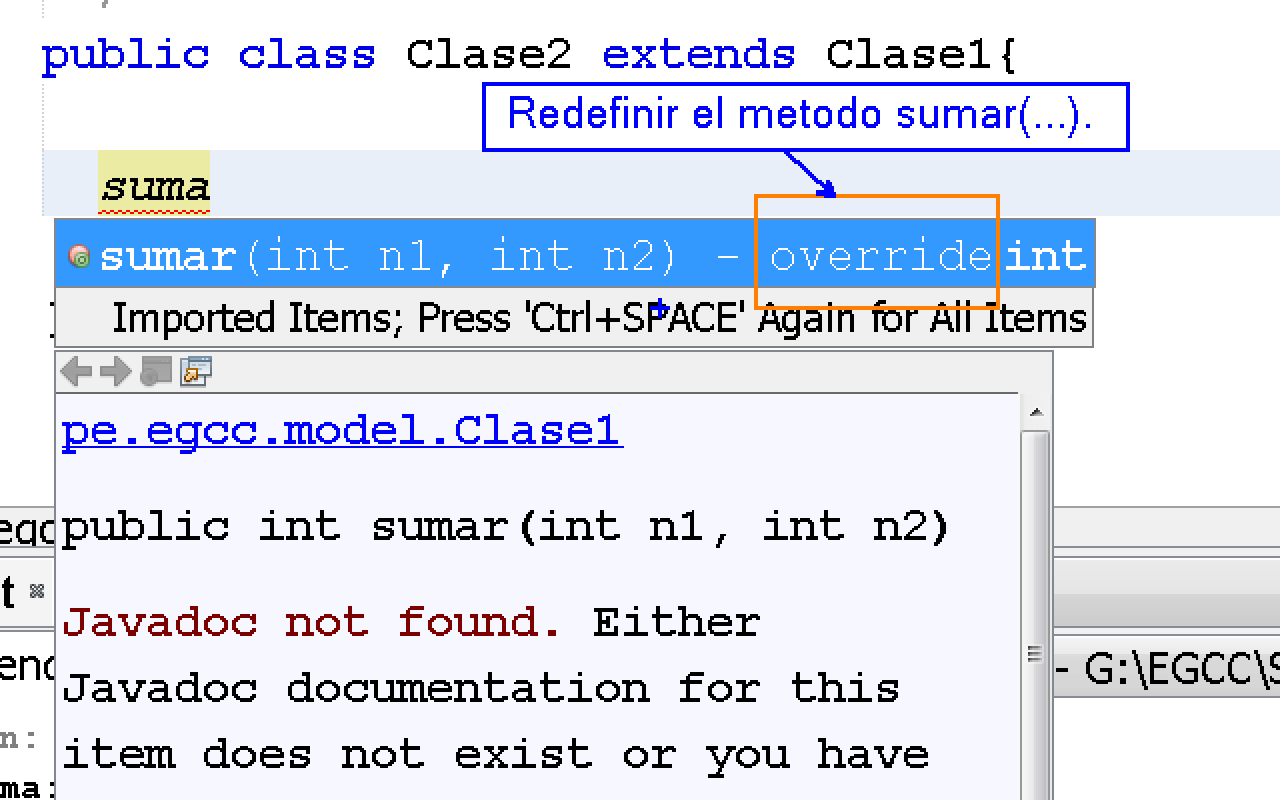 public class Clase2 extends Clase1{
Redefinir el metodo sumar(...).
suma
sumar(int n1, int n2) - override int
Imported Items; Press 'Ctrl+SPACE' Again for All Items
pe.egcc.model.Clase1
public int sumar(int n1, int n2)
Javadoc not found. Either
Javadoc documentation for this
item does not exist or you have
- G:\EGCC\S